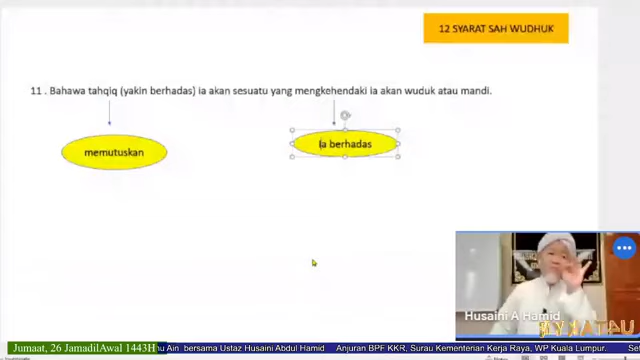 12 SYARAT SAH WUDHUK
11 . Bahawa tahqiq (yakin berhadas) ia akan sesuatu yang mengkehendaki ia akan wuduk atau mandi.
memutuskan
ia berhadas
Husaini A Hamid
Jumaat, 26 JamadilAwal 1443H
Ain bersama Ustaz Husaini Abdul Hamid Anjuran BPF KKR, Surau Kementerian Kerja Raya, WP Kuala Lumpur.